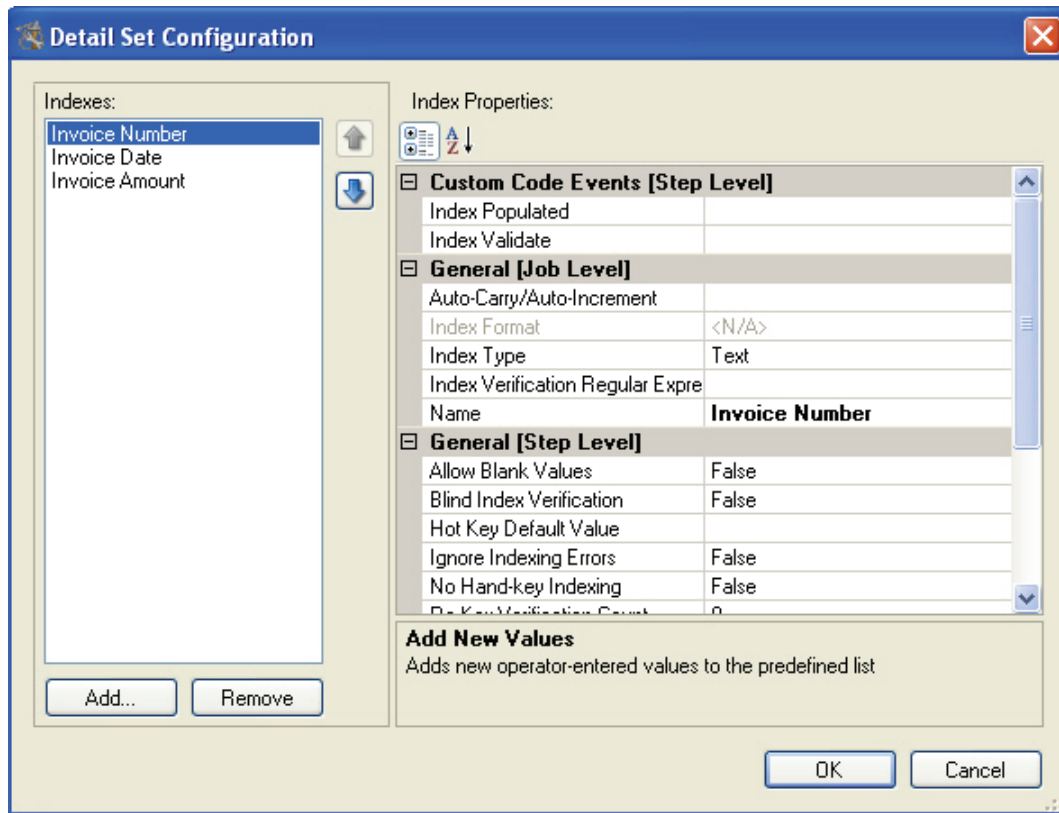 Detail Set Configuration
Indexes:
Invoice Number
Invoice Date
Invoice Amount
Add...
Remove
Index Properties:
A
Z
Custom Code Events [Step Level]
Index Populated
Index Validate
General [Job Level]
Auto-Carry/Auto-Increment
Index Format <N/A>
Index Type Text
Index Verification Regular Expre
Name Invoice Number
General [Step Level]
Allow Blank Values False
Blind Index Verification False
Hot Key Default Value
Ignore Indexing Errors False
No Hand-key Indexing False
Add New Values
Adds new operator-entered values to the predefined list
OK
Cancel